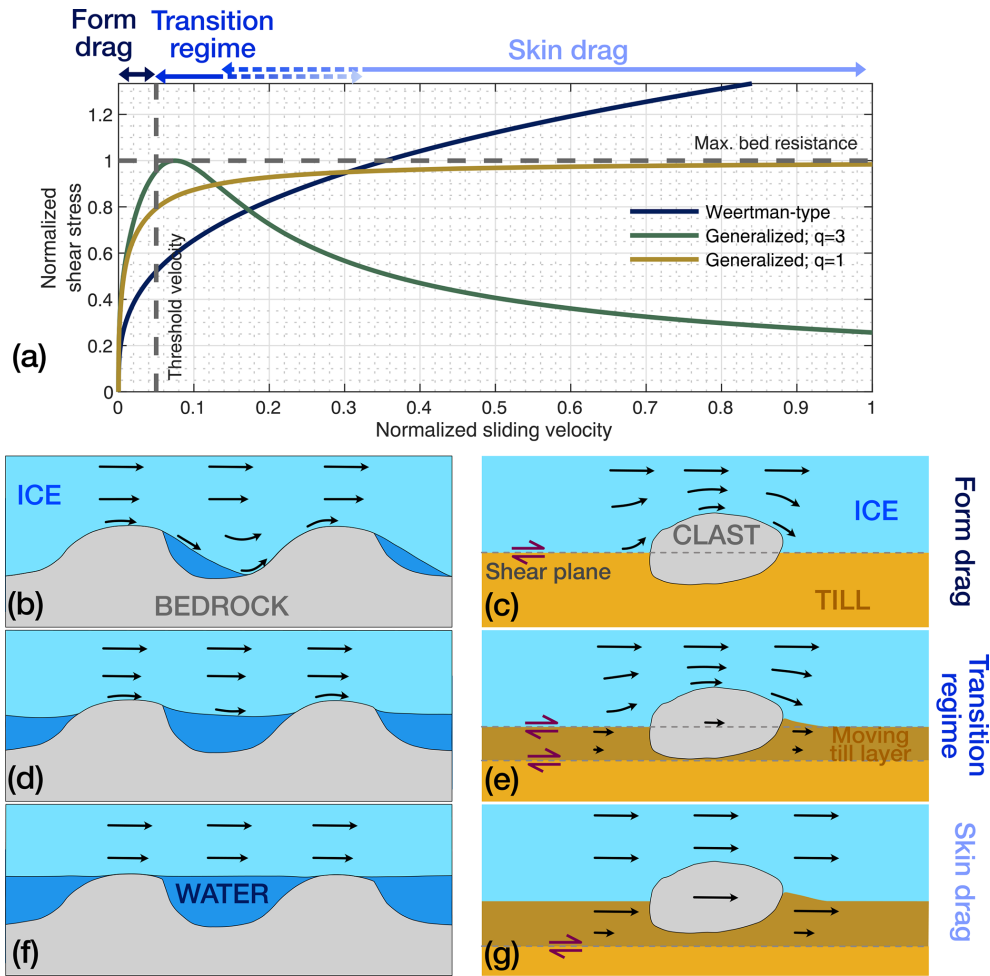 Form
drag
Transition
regime
Skin drag
1.2
1
0.8
0.6
0.4
0.2
0
Normalized
shear stress
Max. bed resistance
Weertman-type
Generalized; q=3
Generalized; q=1
Threshold velocity
(a)
0 0.1 0.2 0.3 0.4 0.5 0.6 0.7 0.8 0.9 1
Normalized sliding velocity
ICE
BEDROCK
(b)
ICE
CLAST
Shear plane
TILL
(c)
Form drag
(d)
Moving
till layer
(e)
Transition
regime
WATER
(f)
(g)
Skin drag